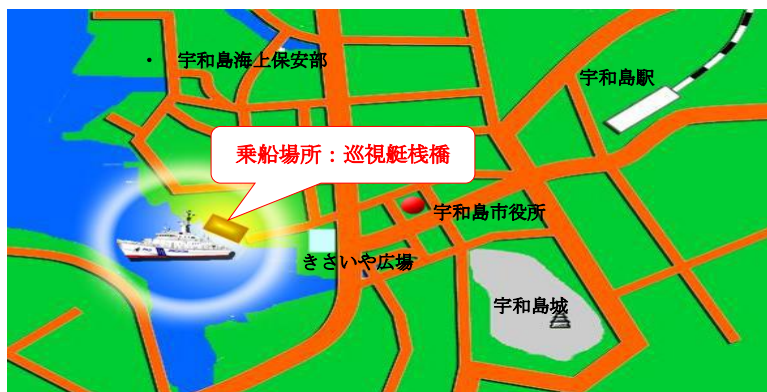 ・　宇和島海上保安部
宇和島駅
乗船場所：巡視艇桟橋
宇和島市役所
きさいや広場
宇和島城